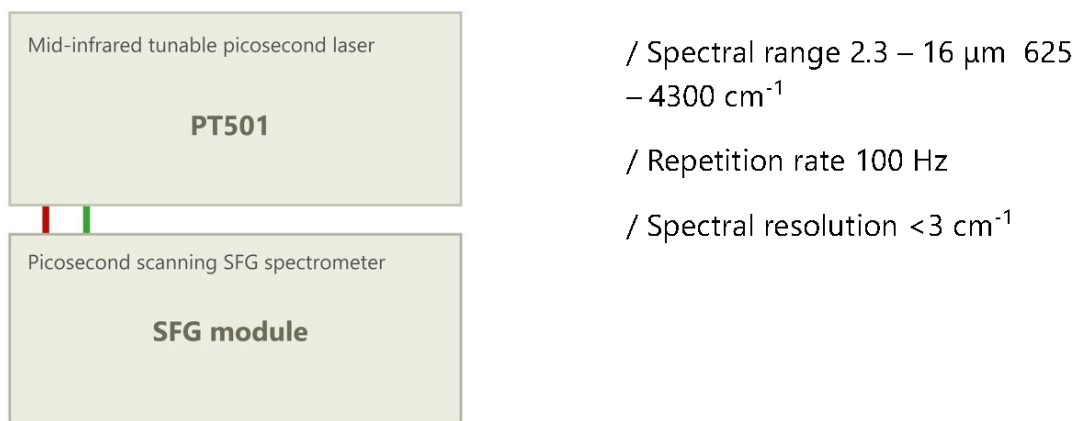 Mid-infrared tunable picosecond laser
PT501
Picosecond scanning SFG spectrometer
SFG module
/ Spectral range 2.3 – 16 μm  625
– 4300 cm⁻¹
/ Repetition rate 100 Hz
/ Spectral resolution <3 cm⁻¹